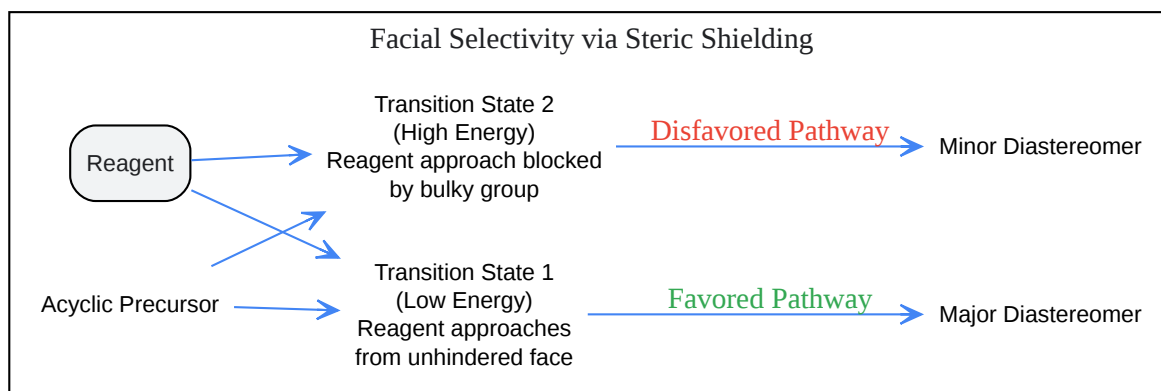 Facial Selectivity via Steric Shielding
Reagent
Transition State 2
(High Energy)
Reagent approach blocked
by bulky group
Disfavored Pathway
Minor Diastereomer
Acyclic Precursor
Transition State 1
(Low Energy)
Reagent approaches
from unhindered face
Favored Pathway
Major Diastereomer